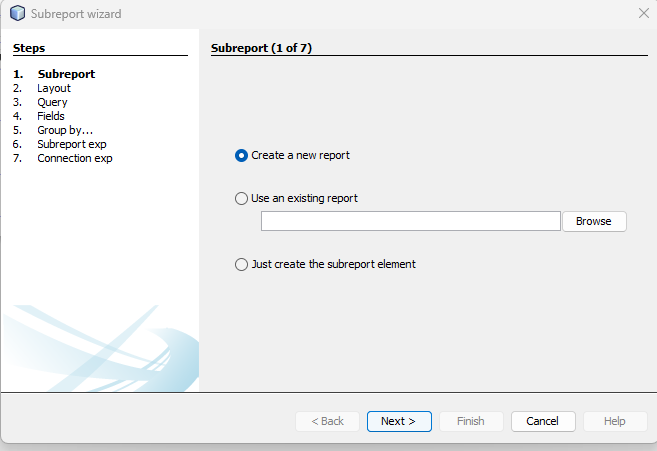 Subreport wizard
Steps
1. Subreport
2. Layout
3. Query
4. Fields
5. Group by...
6. Subreport exp
7. Connection exp
Subreport (1 of 7)
Create a new report
Use an existing report
Browse
Just create the subreport element
< Back
Next >
Finish
Cancel
Help